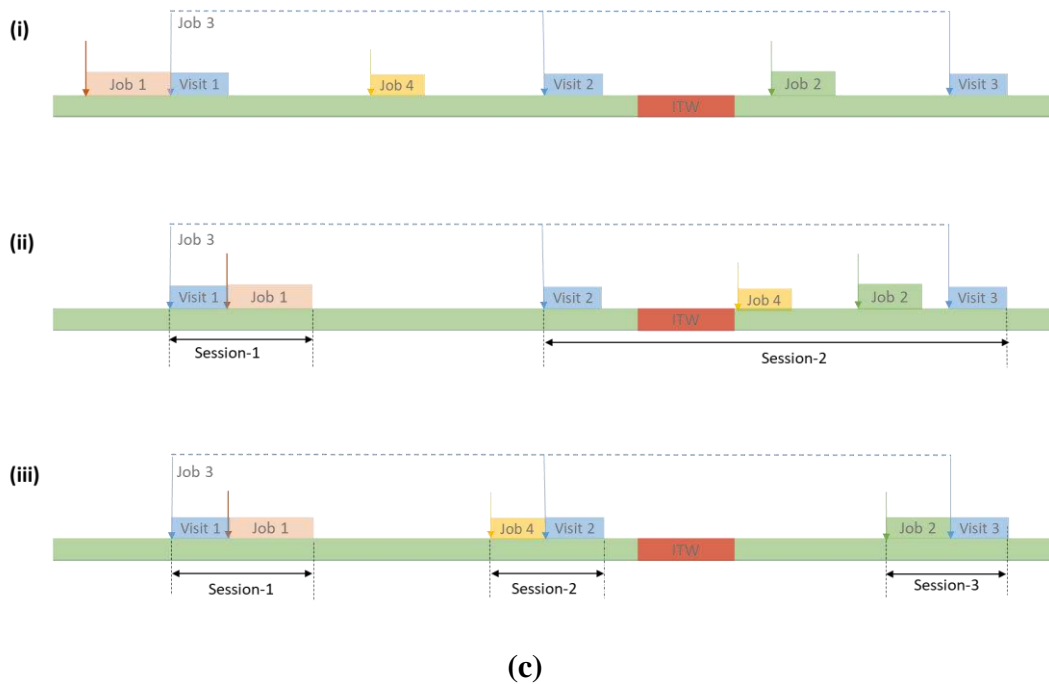 (i)
Job 3
Job 1
Visit 1
Job 4
Visit 2
Job 2
Visit 3
ITW
(ii)
Job 3
Visit 1
Job 1
Visit 2
Job 4
Job 2
Visit 3
ITW
Session-1
Session-2
(iii)
Job 3
Visit 1
Job 1
Job 4
Visit 2
Job 2
Visit 3
ITW
Session-1
Session-2
Session-3
(c)